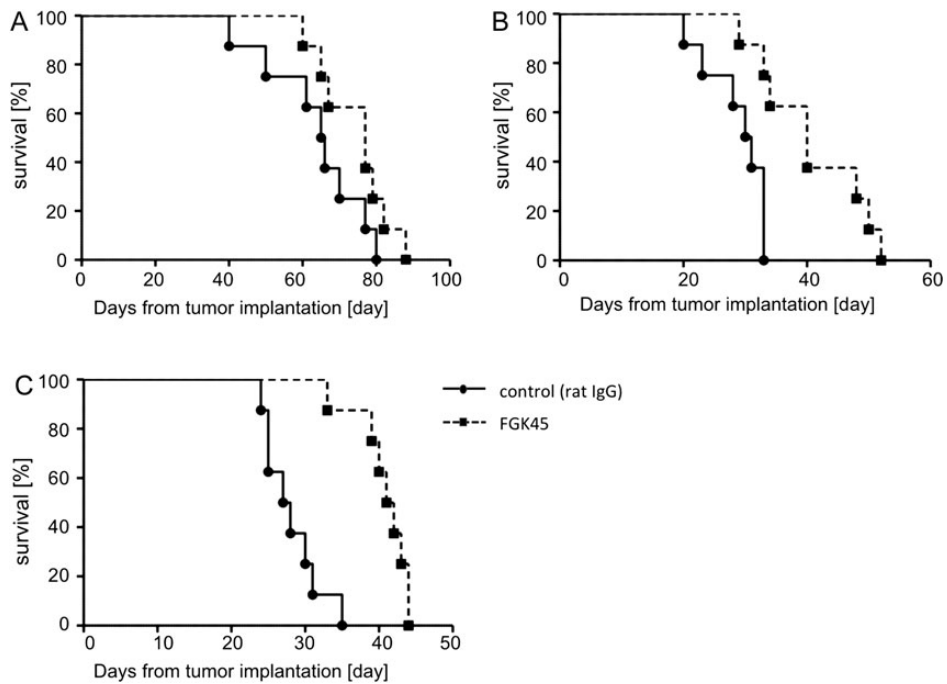 A
survival [%]
100
80
60
40
20
0
0 20 40 60 80 100
Days from tumor implantation [day]
B
survival [%]
100
80
60
40
20
0
0 20 40 60
Days from tumor implantation [day]
C
survival [%]
100
80
60
40
20
0
0 10 20 30 40 50
Days from tumor implantation [day]
control (rat IgG)
FGK45